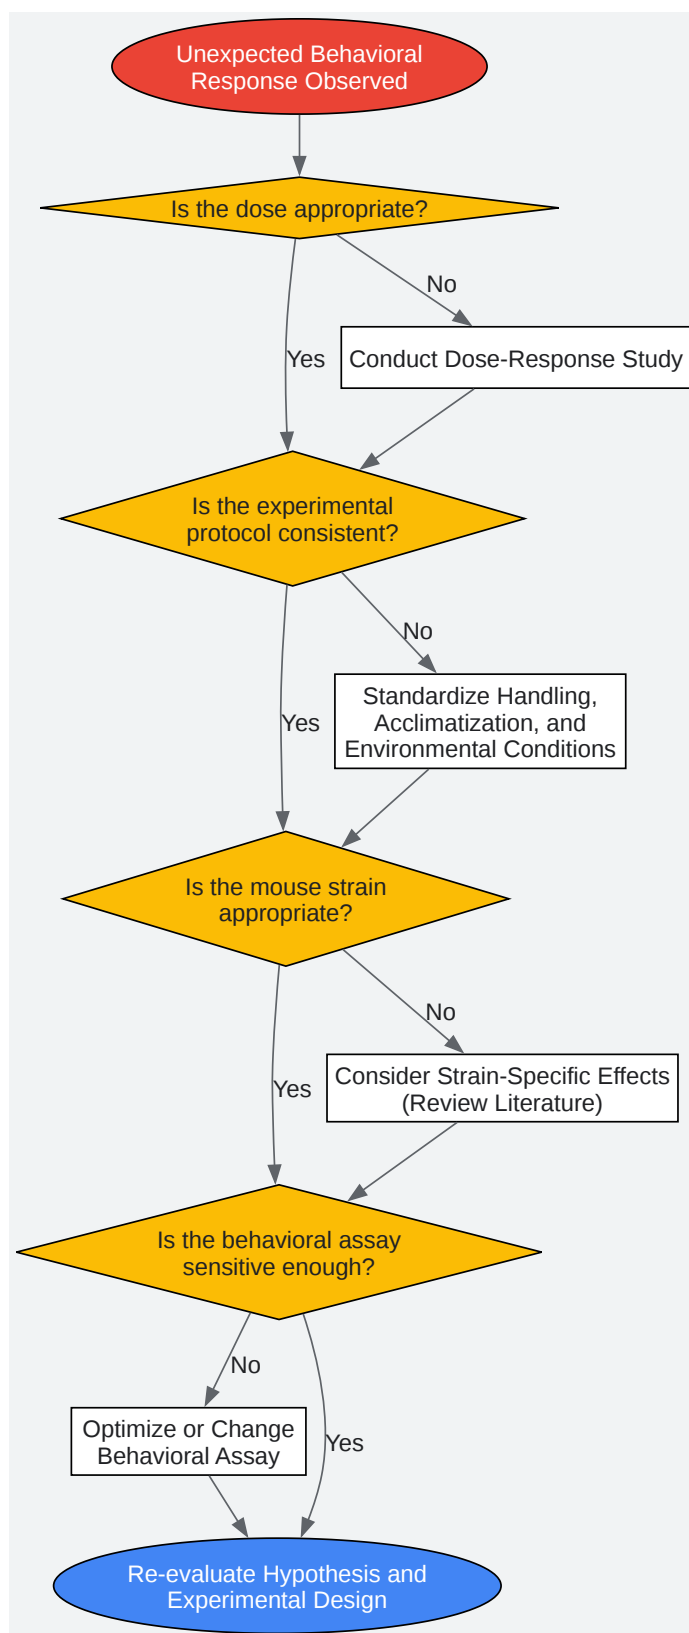 Unexpected Behavioral
Response Observed
Is the dose appropriate?
No
Yes
Conduct Dose-Response Study
Is the experimental
protocol consistent?
No
Standardize Handling,
Acclimatization, and
Environmental Conditions
Yes
Is the mouse strain
appropriate?
No
Consider Strain-Specific Effects
(Review Literature)
Yes
Is the behavioral assay
sensitive enough?
No
Optimize or Change
Behavioral Assay
Yes
Re-evaluate Hypothesis and
Experimental Design